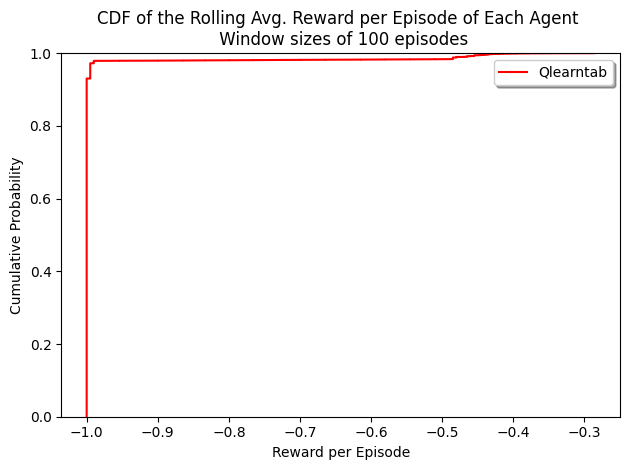 CDF of the Rolling Avg. Reward per Episode of Each Agent
Window sizes of 100 episodes
Qlearntab
Cumulative Probability
1.0
0.8
0.6
0.4
0.2
0.0
−1.0 −0.9 −0.8 −0.7 −0.6 −0.5 −0.4 −0.3
Reward per Episode